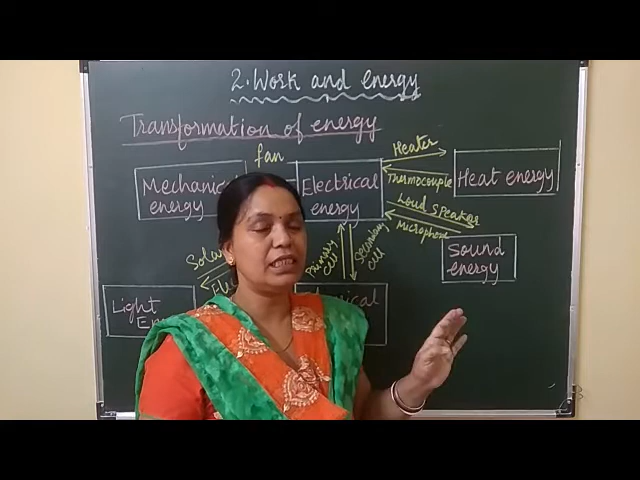 2. Work and energy
Transformation of energy
fan
Heater
Mechanical
energy
Electrical
energy
Thermocouple
Heat energy
Loud Speaker
Microphone
Sound
energy
Primary
cell
Secondary
cell
Light